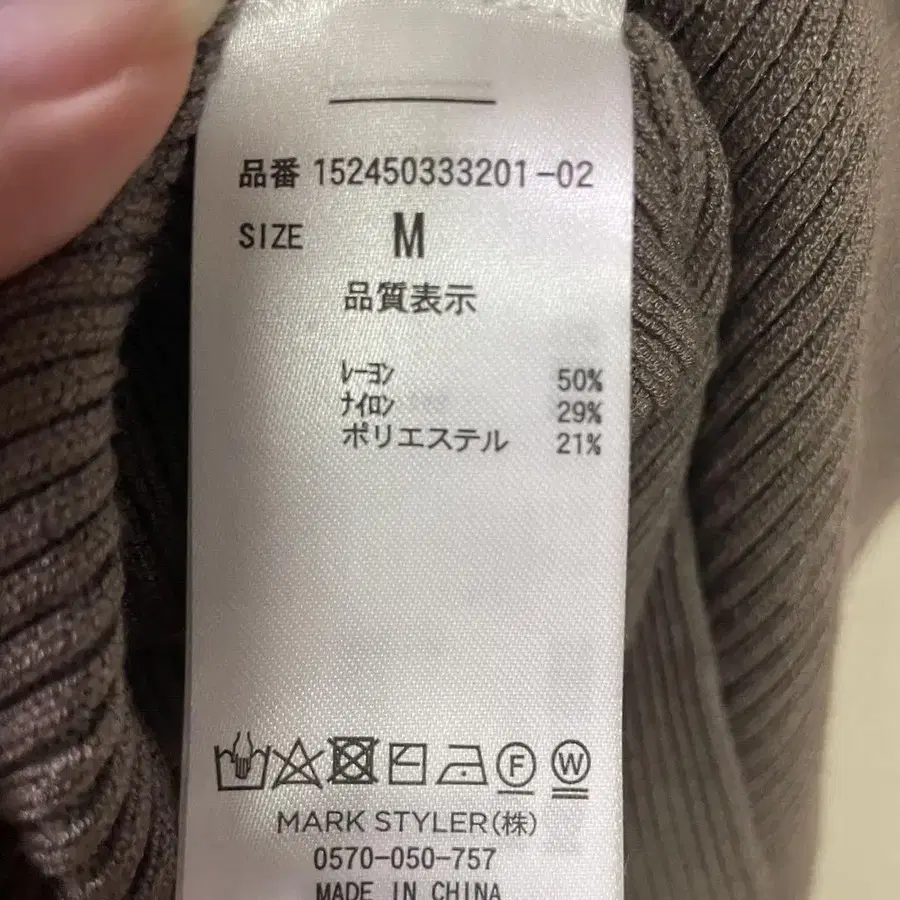 品番 152450333201-02
SIZE M
品質表示
ﾚｰﾖﾝ 50%
ﾅｲﾛﾝ 29%
ポリエステル 21%
F W
MARK STYLER(株)
0570-050-757
MADE IN CHINA